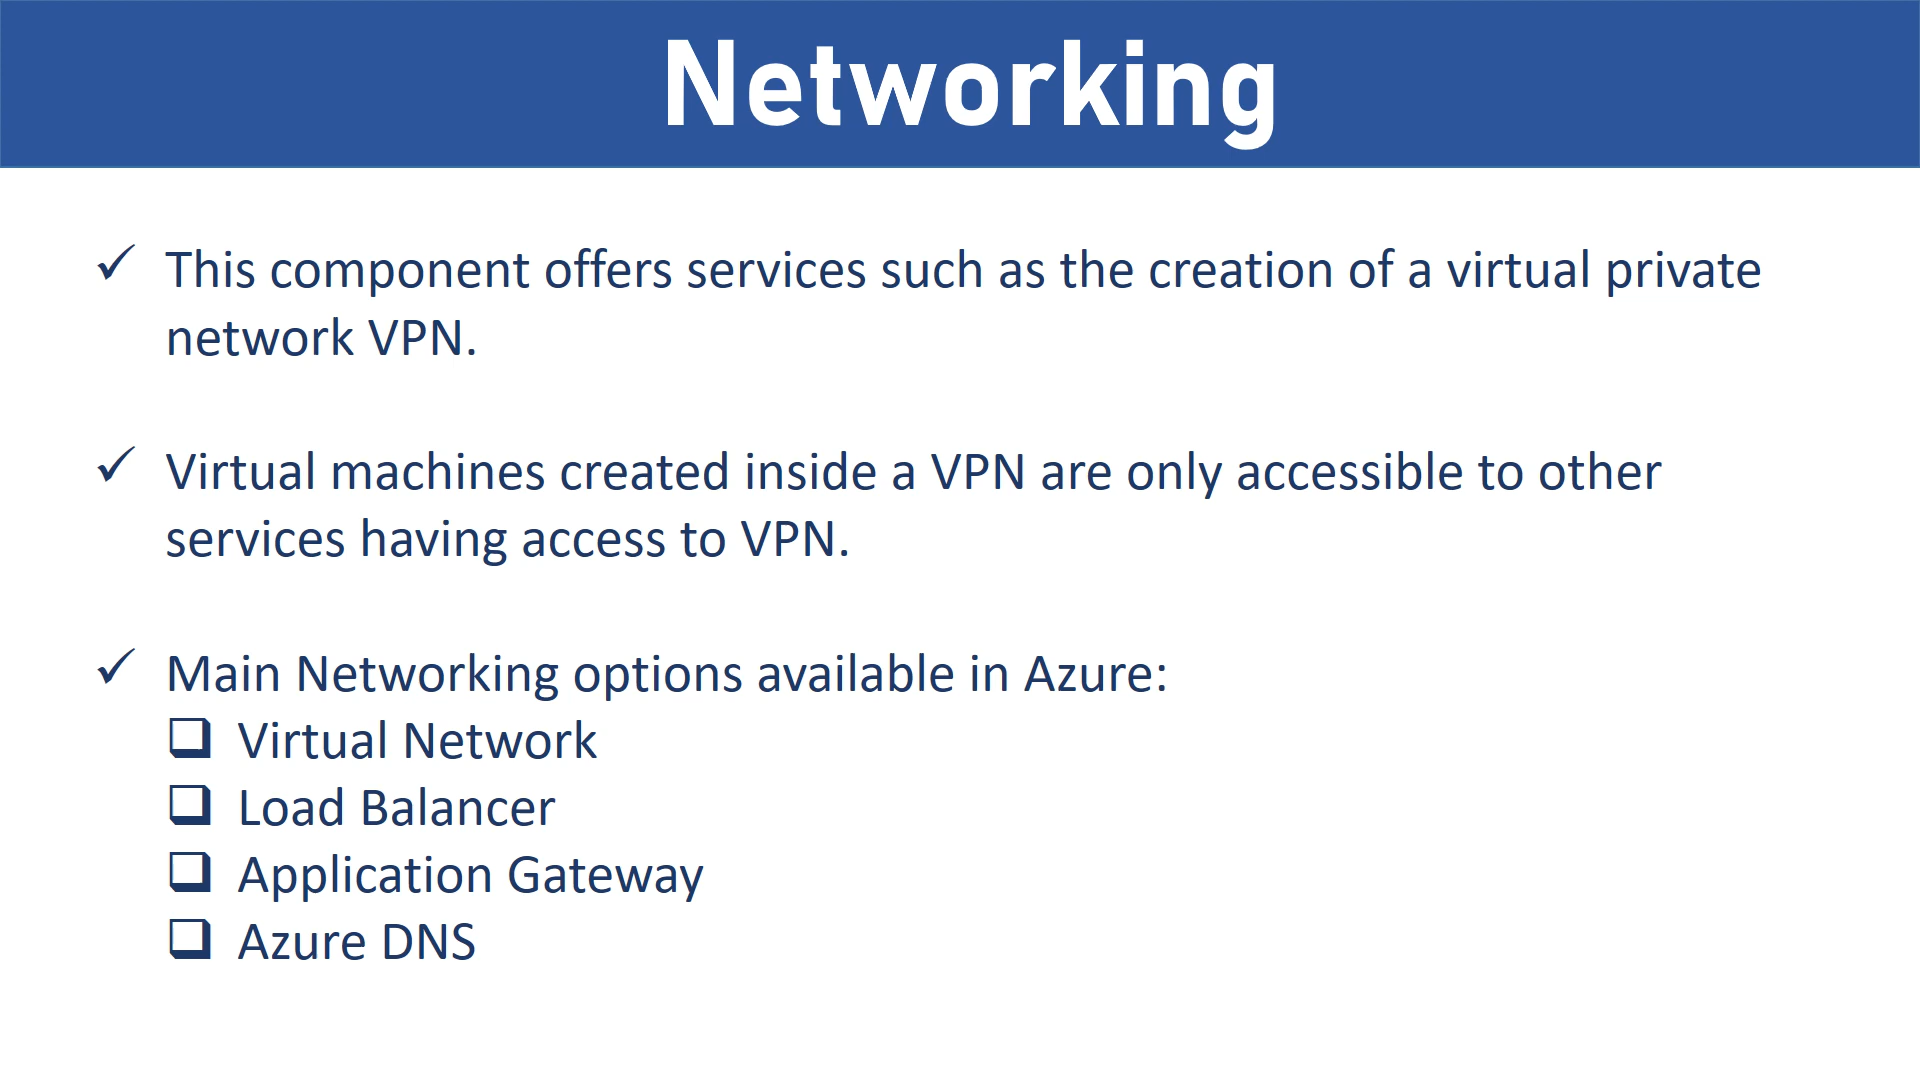 Networking
This component offers services such as the creation of a virtual private
network VPN.
Virtual machines created inside a VPN are only accessible to other
services having access to VPN.
Main Networking options available in Azure:
Virtual Network
Load Balancer
Application Gateway
Azure DNS